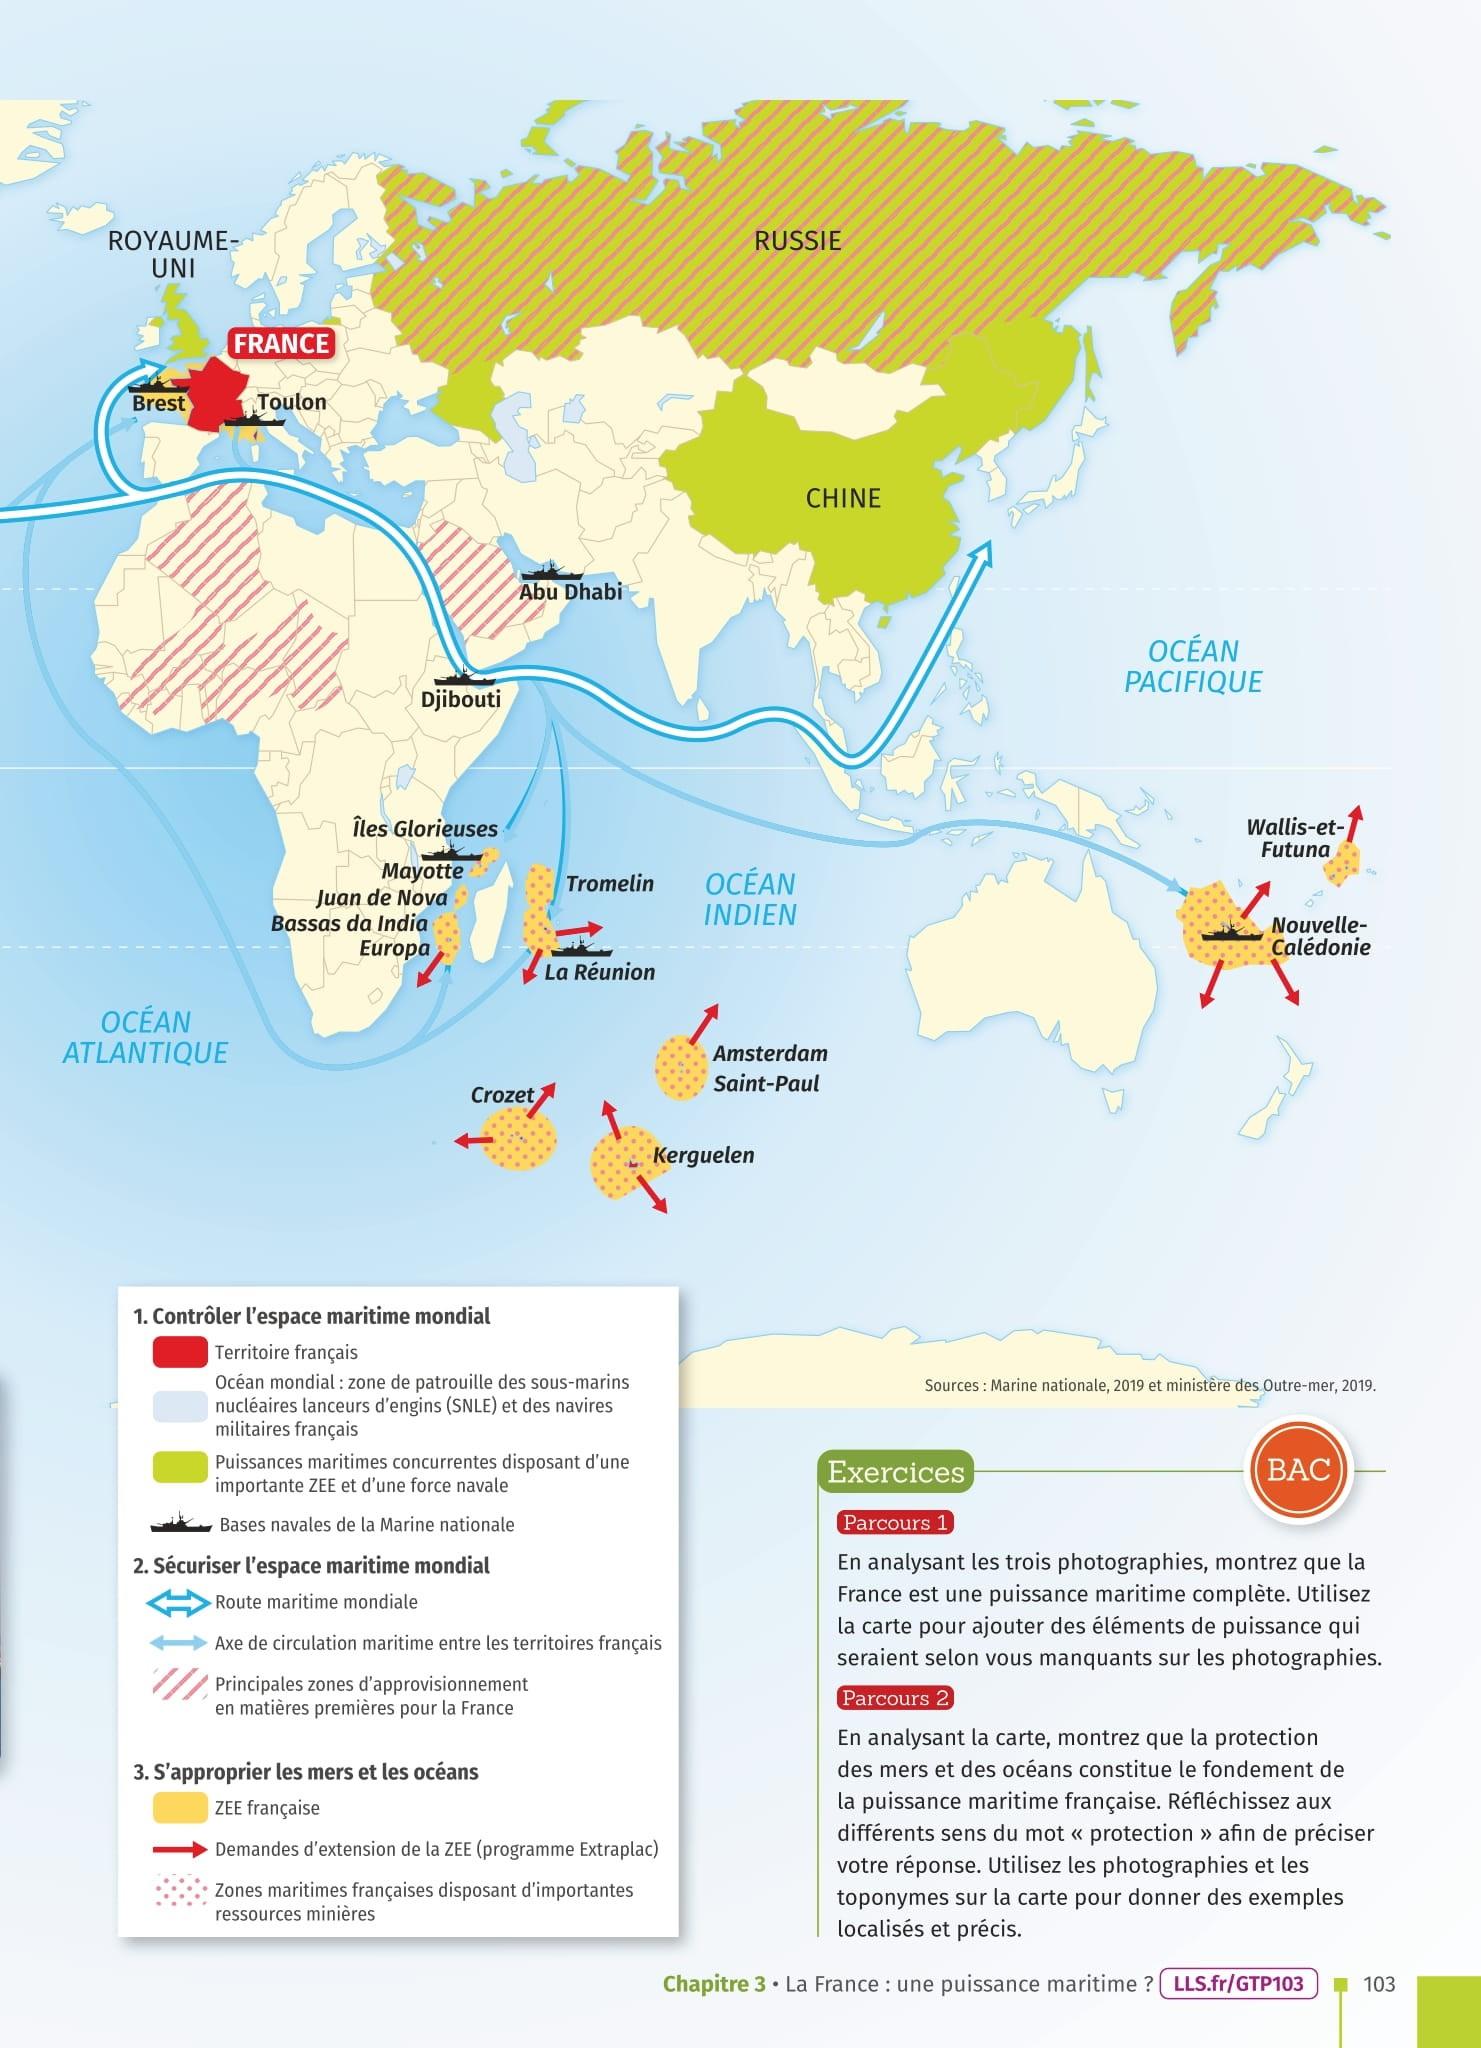 ROYAUME-
UNI
RUSSIE
FRANCE
Brest
Toulon
CHINE
Abu Dhabi
Djibouti
OCÉAN
PACIFIQUE
Îles Glorieuses
Mayotte
Juan de Nova
Bassas da India
Europa
Tromelin
La Réunion
OCÉAN
INDIEN
Wallis-et-
Futuna
Nouvelle-
Calédonie
OCÉAN
ATLANTIQUE
Amsterdam
Saint-Paul
Crozet
Kerguelen
1. Contrôler l'espace maritime mondial
Territoire français
Océan mondial : zone de patrouille des sous-marins
nucléaires lanceurs d'engins (SNLE) et des navires
militaires français
Puissances maritimes concurrentes disposant d'une
importante ZEE et d'une force navale
Bases navales de la Marine nationale
2. Sécuriser l'espace maritime mondial
Route maritime mondiale
Axe de circulation maritime entre les territoires français
Principales zones d'approvisionnement
en matières premières pour la France
3. S'approprier les mers et les océans
ZEE française
Demandes d'extension de la ZEE (programme Extraplac)
Zones maritimes françaises disposant d'importantes
ressources minières
Sources : Marine nationale, 2019 et ministère des Outre-mer, 2019.
Exercices
BAC
Parcours 1
En analysant les trois photographies, montrez que la
France est une puissance maritime complète. Utilisez
la carte pour ajouter des éléments de puissance qui
seraient selon vous manquants sur les photographies.
Parcours 2
En analysant la carte, montrez que la protection
des mers et des océans constitue le fondement de
la puissance maritime française. Réfléchissez aux
différents sens du mot « protection » afin de préciser
votre réponse. Utilisez les photographies et les
toponymes sur la carte pour donner des exemples
localisés et précis.
Chapitre 3 • La France : une puissance maritime ? LLS.fr/GTP103 103